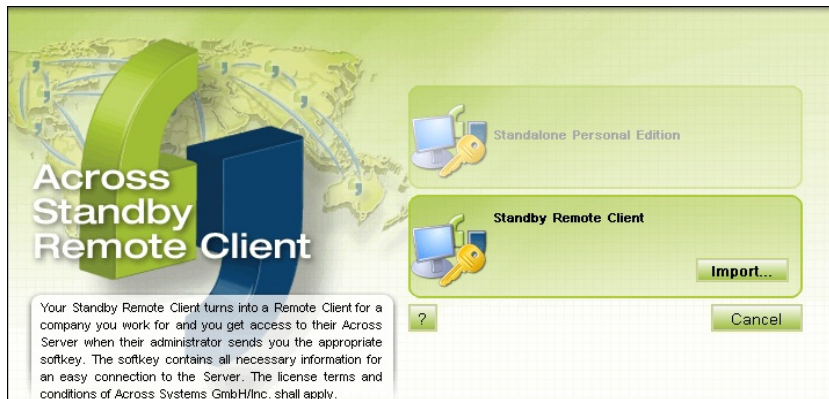 Across
Standby
Remote Client
Your Standby Remote Client turns into a Remote Client for a
company you work for and you get access to their Across
Server when their administrator sends you the appropriate
softkey. The softkey contains all necessary information for
an easy connection to the Server. The license terms and
conditions of Across Systems GmbH/Inc. shall apply.
Standalone Personal Edition
Standby Remote Client
Import...
?
Cancel